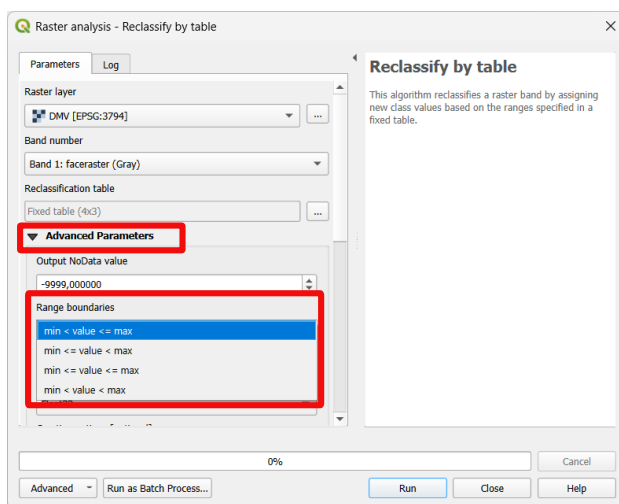 Raster analysis - Reclassify by table
Parameters
Log
Raster layer
DMV [EPSG:3794]
...
Band number
Band 1: faceraster (Gray)
Reclassification table
Fixed table (4x3)
...
Advanced Parameters
Output NoData value
-9999,000000
Range boundaries
min < value <= max
min <= value < max
min <= value <= max
min < value < max
Reclassify by table
This algorithm reclassifies a raster band by assigning
new class values based on the ranges specified in a
fixed table.
0%
Cancel
Advanced
Run as Batch Process...
Run
Close
Help